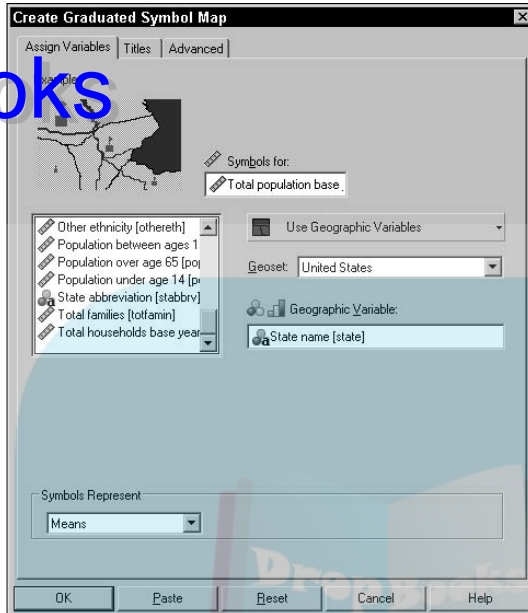 Create Graduated Symbol Map
Assign Variables Titles Advanced
Example
oks
Symbols for:
Total population base
Other ethnicity [othereth]
Population between ages 1
Population over age 65 [pop
Population under age 14 [p
State abbreviation [stabbrv]
Total families [totfamin]
Total households base year
Use Geographic Variables
Geoset: United States
Geographic Variable:
State name [state]
Symbols Represent
Means
DropBooks
OK Paste Reset Cancel Help